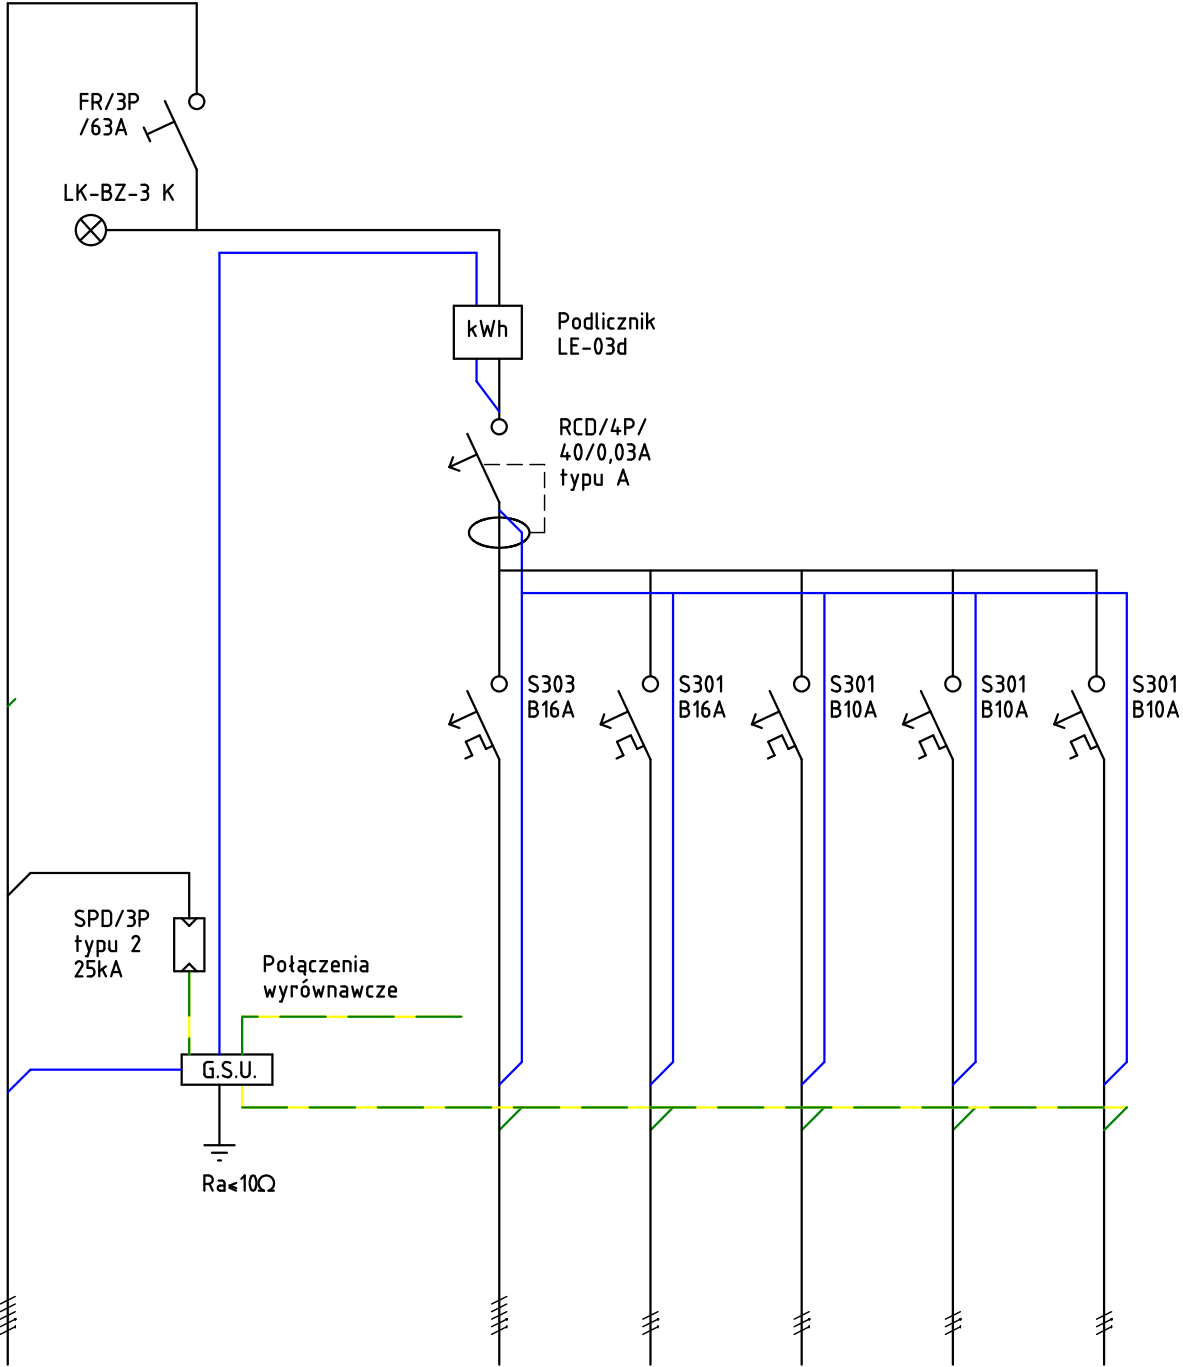 FR/3P
/63A
LK-BZ-3 K
kWh
Podlicznik
LE-03d
RCD/4P/
40/0,03A
typu A
S303
B16A
S301
B16A
S301
B10A
S301
B10A
S301
B10A
SPD/3P
typu 2
25kA
Połączenia
wyrównawcze
G.S.U.
Ra≤10Ω